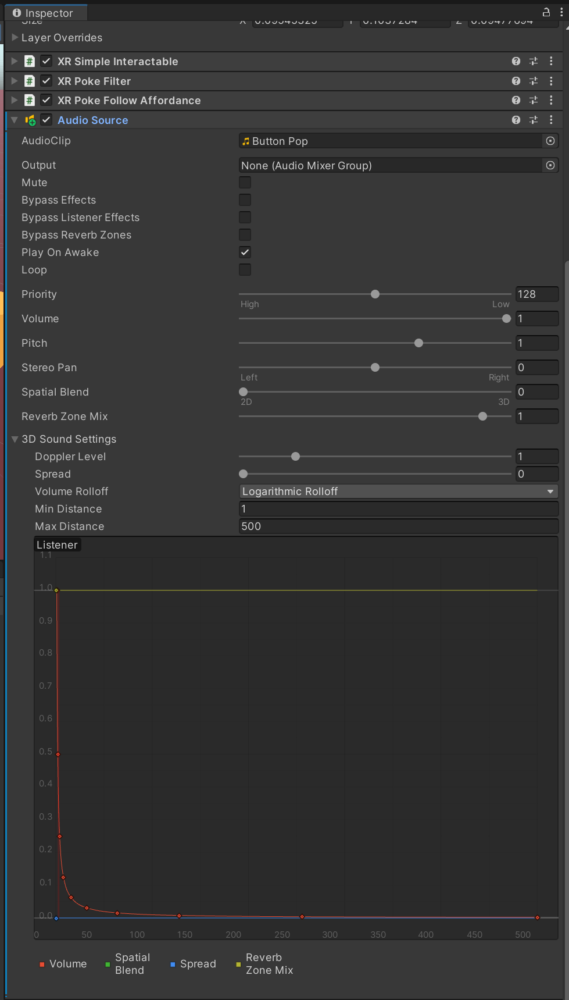 Inspector
Size X Y Z
Layer Overrides
XR Simple Interactable
XR Poke Filter
XR Poke Follow Affordance
Audio Source
AudioClip Button Pop
Output None (Audio Mixer Group)
Mute
Bypass Effects
Bypass Listener Effects
Bypass Reverb Zones
Play On Awake
Loop
Priority 128
High Low
Volume 1
Pitch 1
Stereo Pan 0
Left Right
Spatial Blend 0
2D 3D
Reverb Zone Mix 1
3D Sound Settings
Doppler Level 1
Spread 0
Volume Rolloff Logarithmic Rolloff
Min Distance 1
Max Distance 500
Listener
1.1
1.0
0.9
0.8
0.7
0.6
0.5
0.4
0.3
0.2
0.1
0.0
0 50 100 150 200 250 300 350 400 450 500
Volume Spatial Blend Spread Reverb Zone Mix